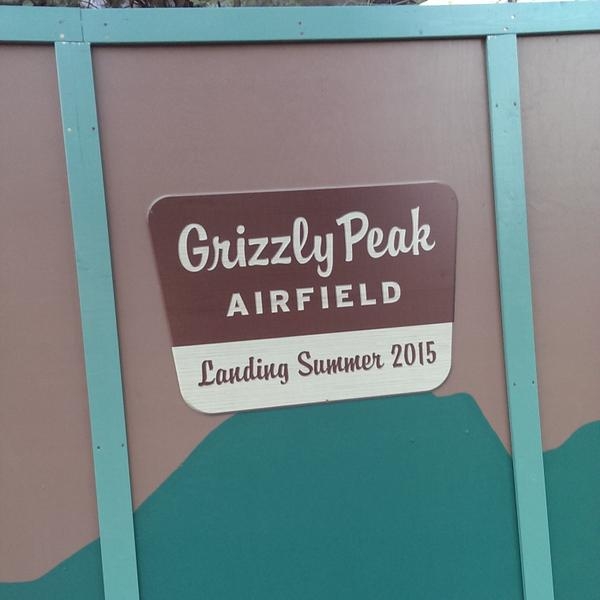 Grizzly Peak
AIRFIELD
Landing Summer 2015